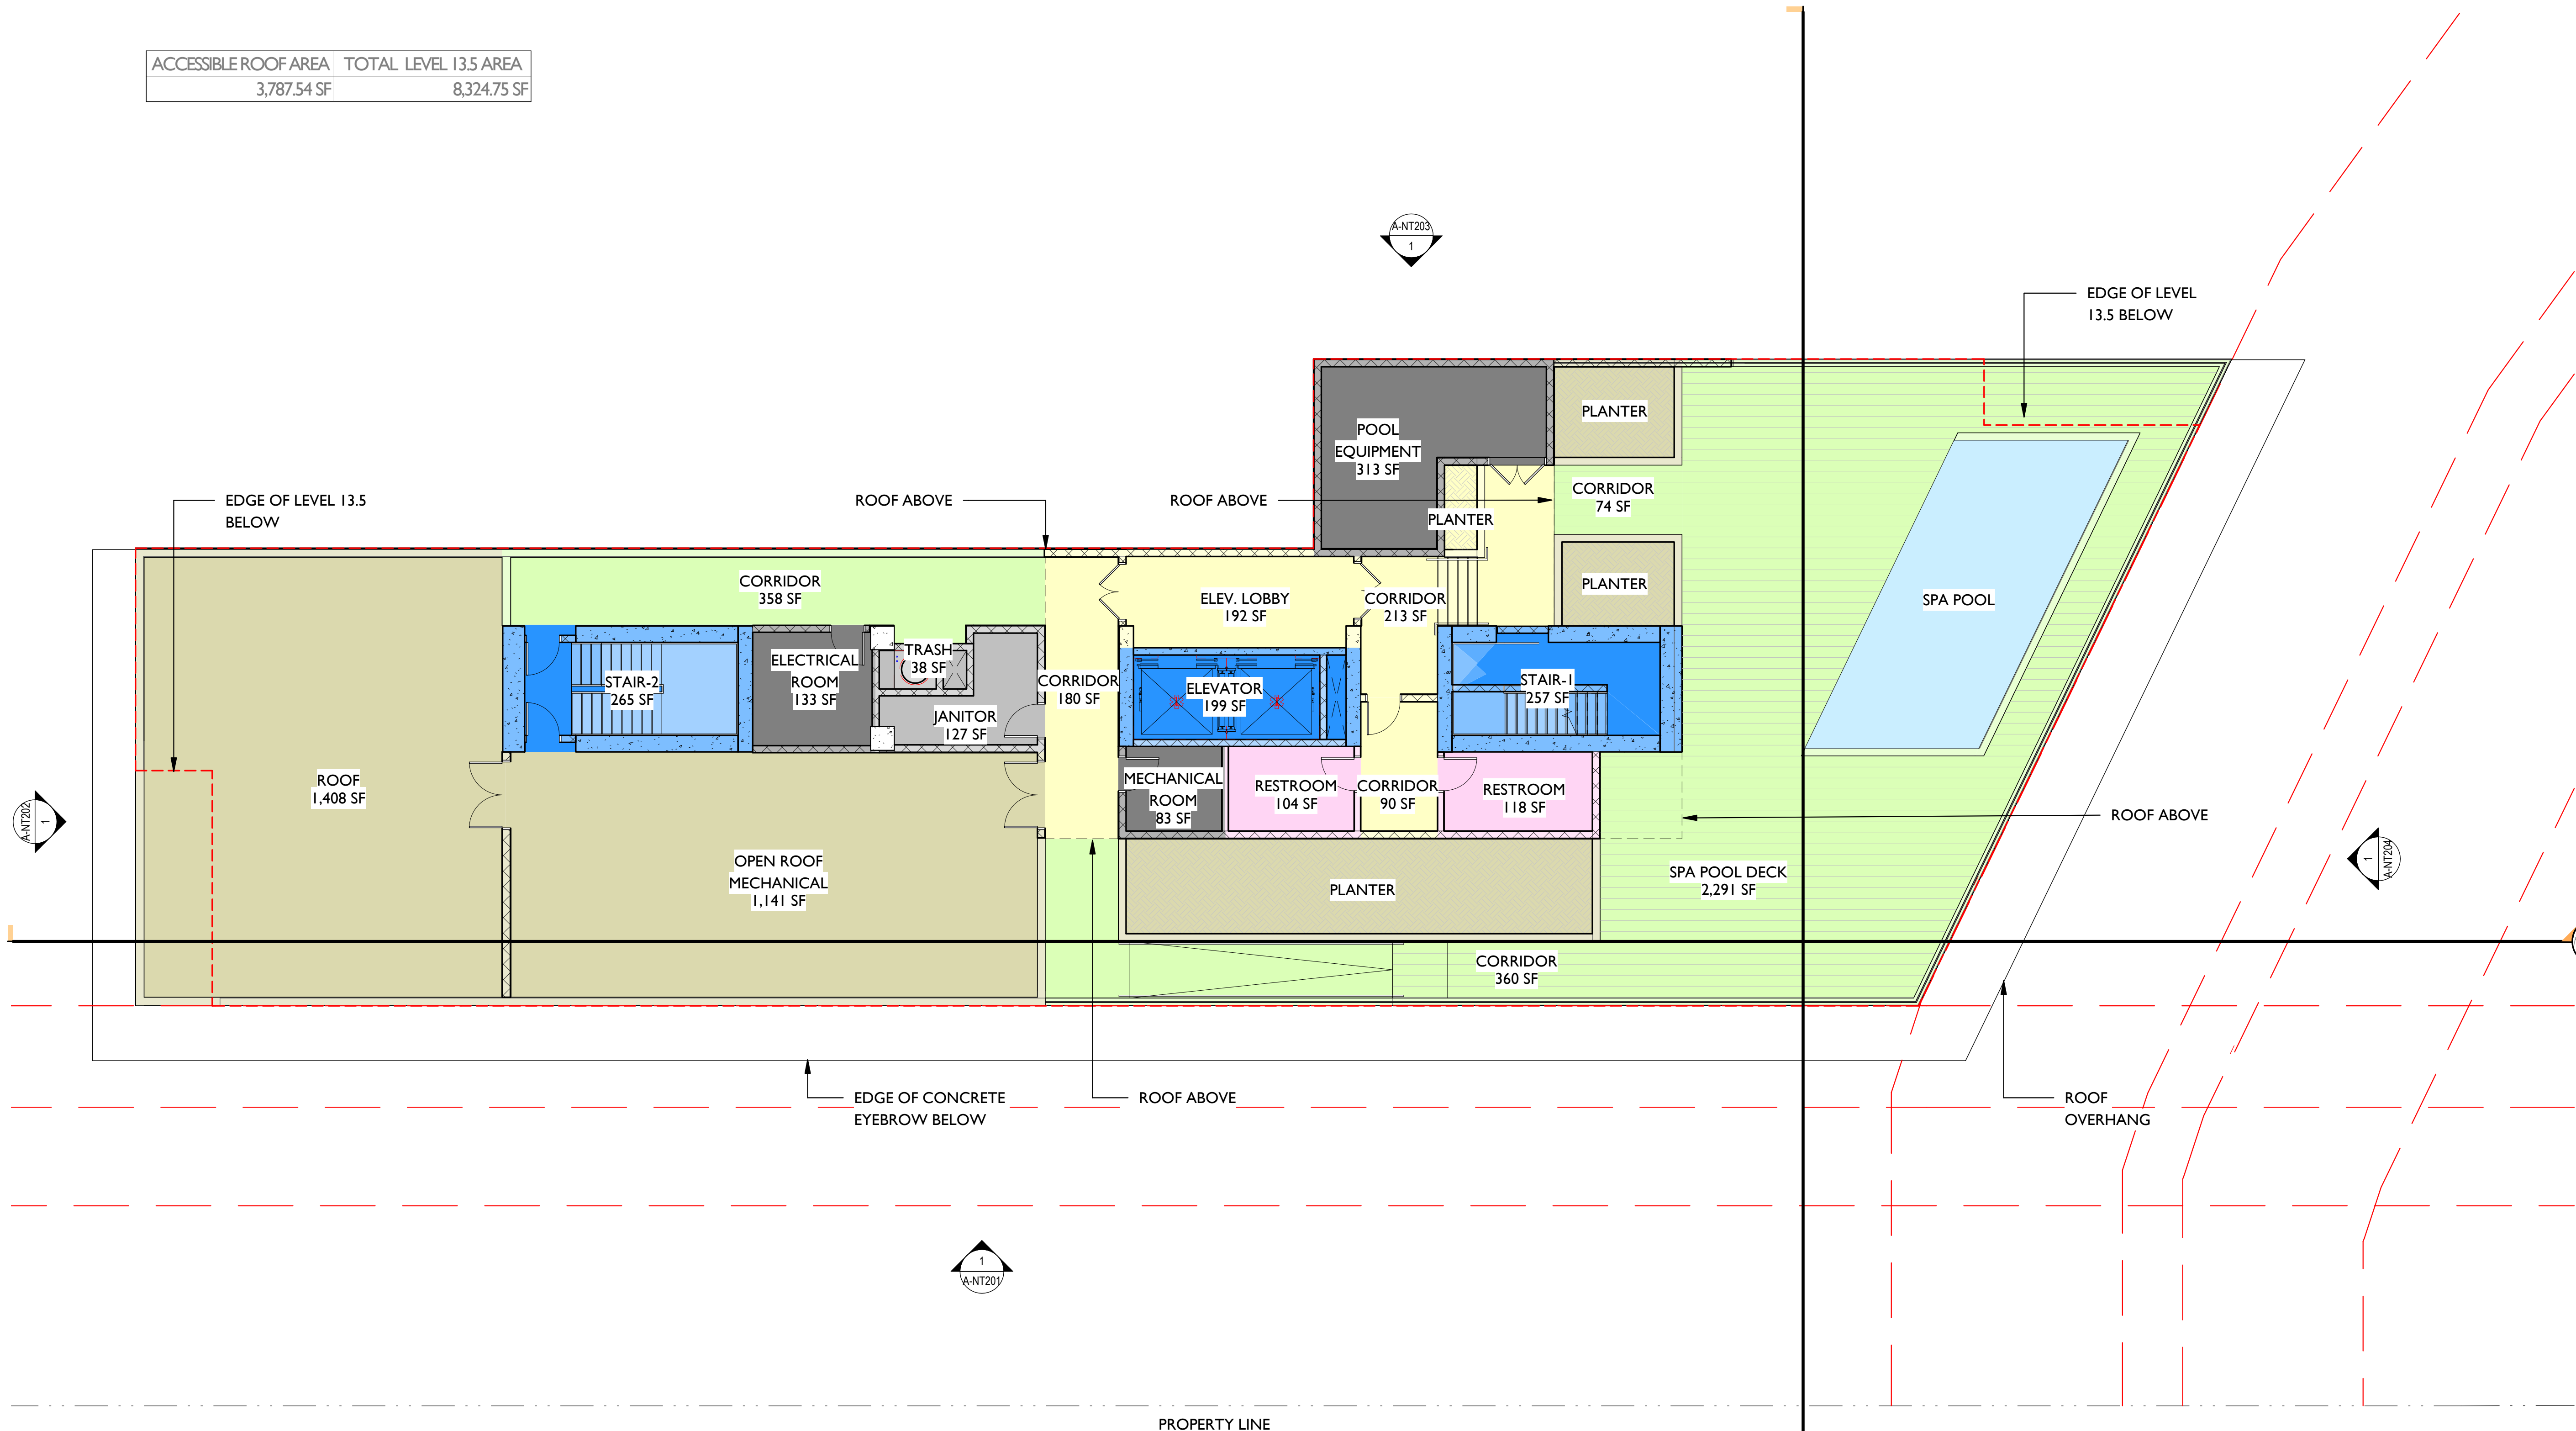 ACCESSIBLE ROOF AREA TOTAL LEVEL 13.5 AREA
3,787.54 SF 8,324.75 SF
A-NT203
1
EDGE OF LEVEL
13.5 BELOW
PLANTER
POOL
EQUIPMENT
313 SF
EDGE OF LEVEL 13.5
BELOW
ROOF ABOVE
ROOF ABOVE
CORRIDOR
74 SF
PLANTER
CORRIDOR
358 SF
ELEV. LOBBY
192 SF
CORRIDOR
213 SF
PLANTER
SPA POOL
STAIR-2
265 SF
ELECTRICAL
ROOM
133 SF
TRASH
38 SF
JANITOR
127 SF
CORRIDOR
180 SF
ELEVATOR
199 SF
STAIR-1
257 SF
ROOF
1,408 SF
MECHANICAL
ROOM
83 SF
RESTROOM
104 SF
CORRIDOR
90 SF
RESTROOM
118 SF
A-NT202
1
ROOF ABOVE
OPEN ROOF
MECHANICAL
1,141 SF
PLANTER
SPA POOL DECK
2,291 SF
1
A-NT204
CORRIDOR
360 SF
EDGE OF CONCRETE
EYEBROW BELOW
ROOF ABOVE
ROOF
OVERHANG
1
A-NT201
PROPERTY LINE